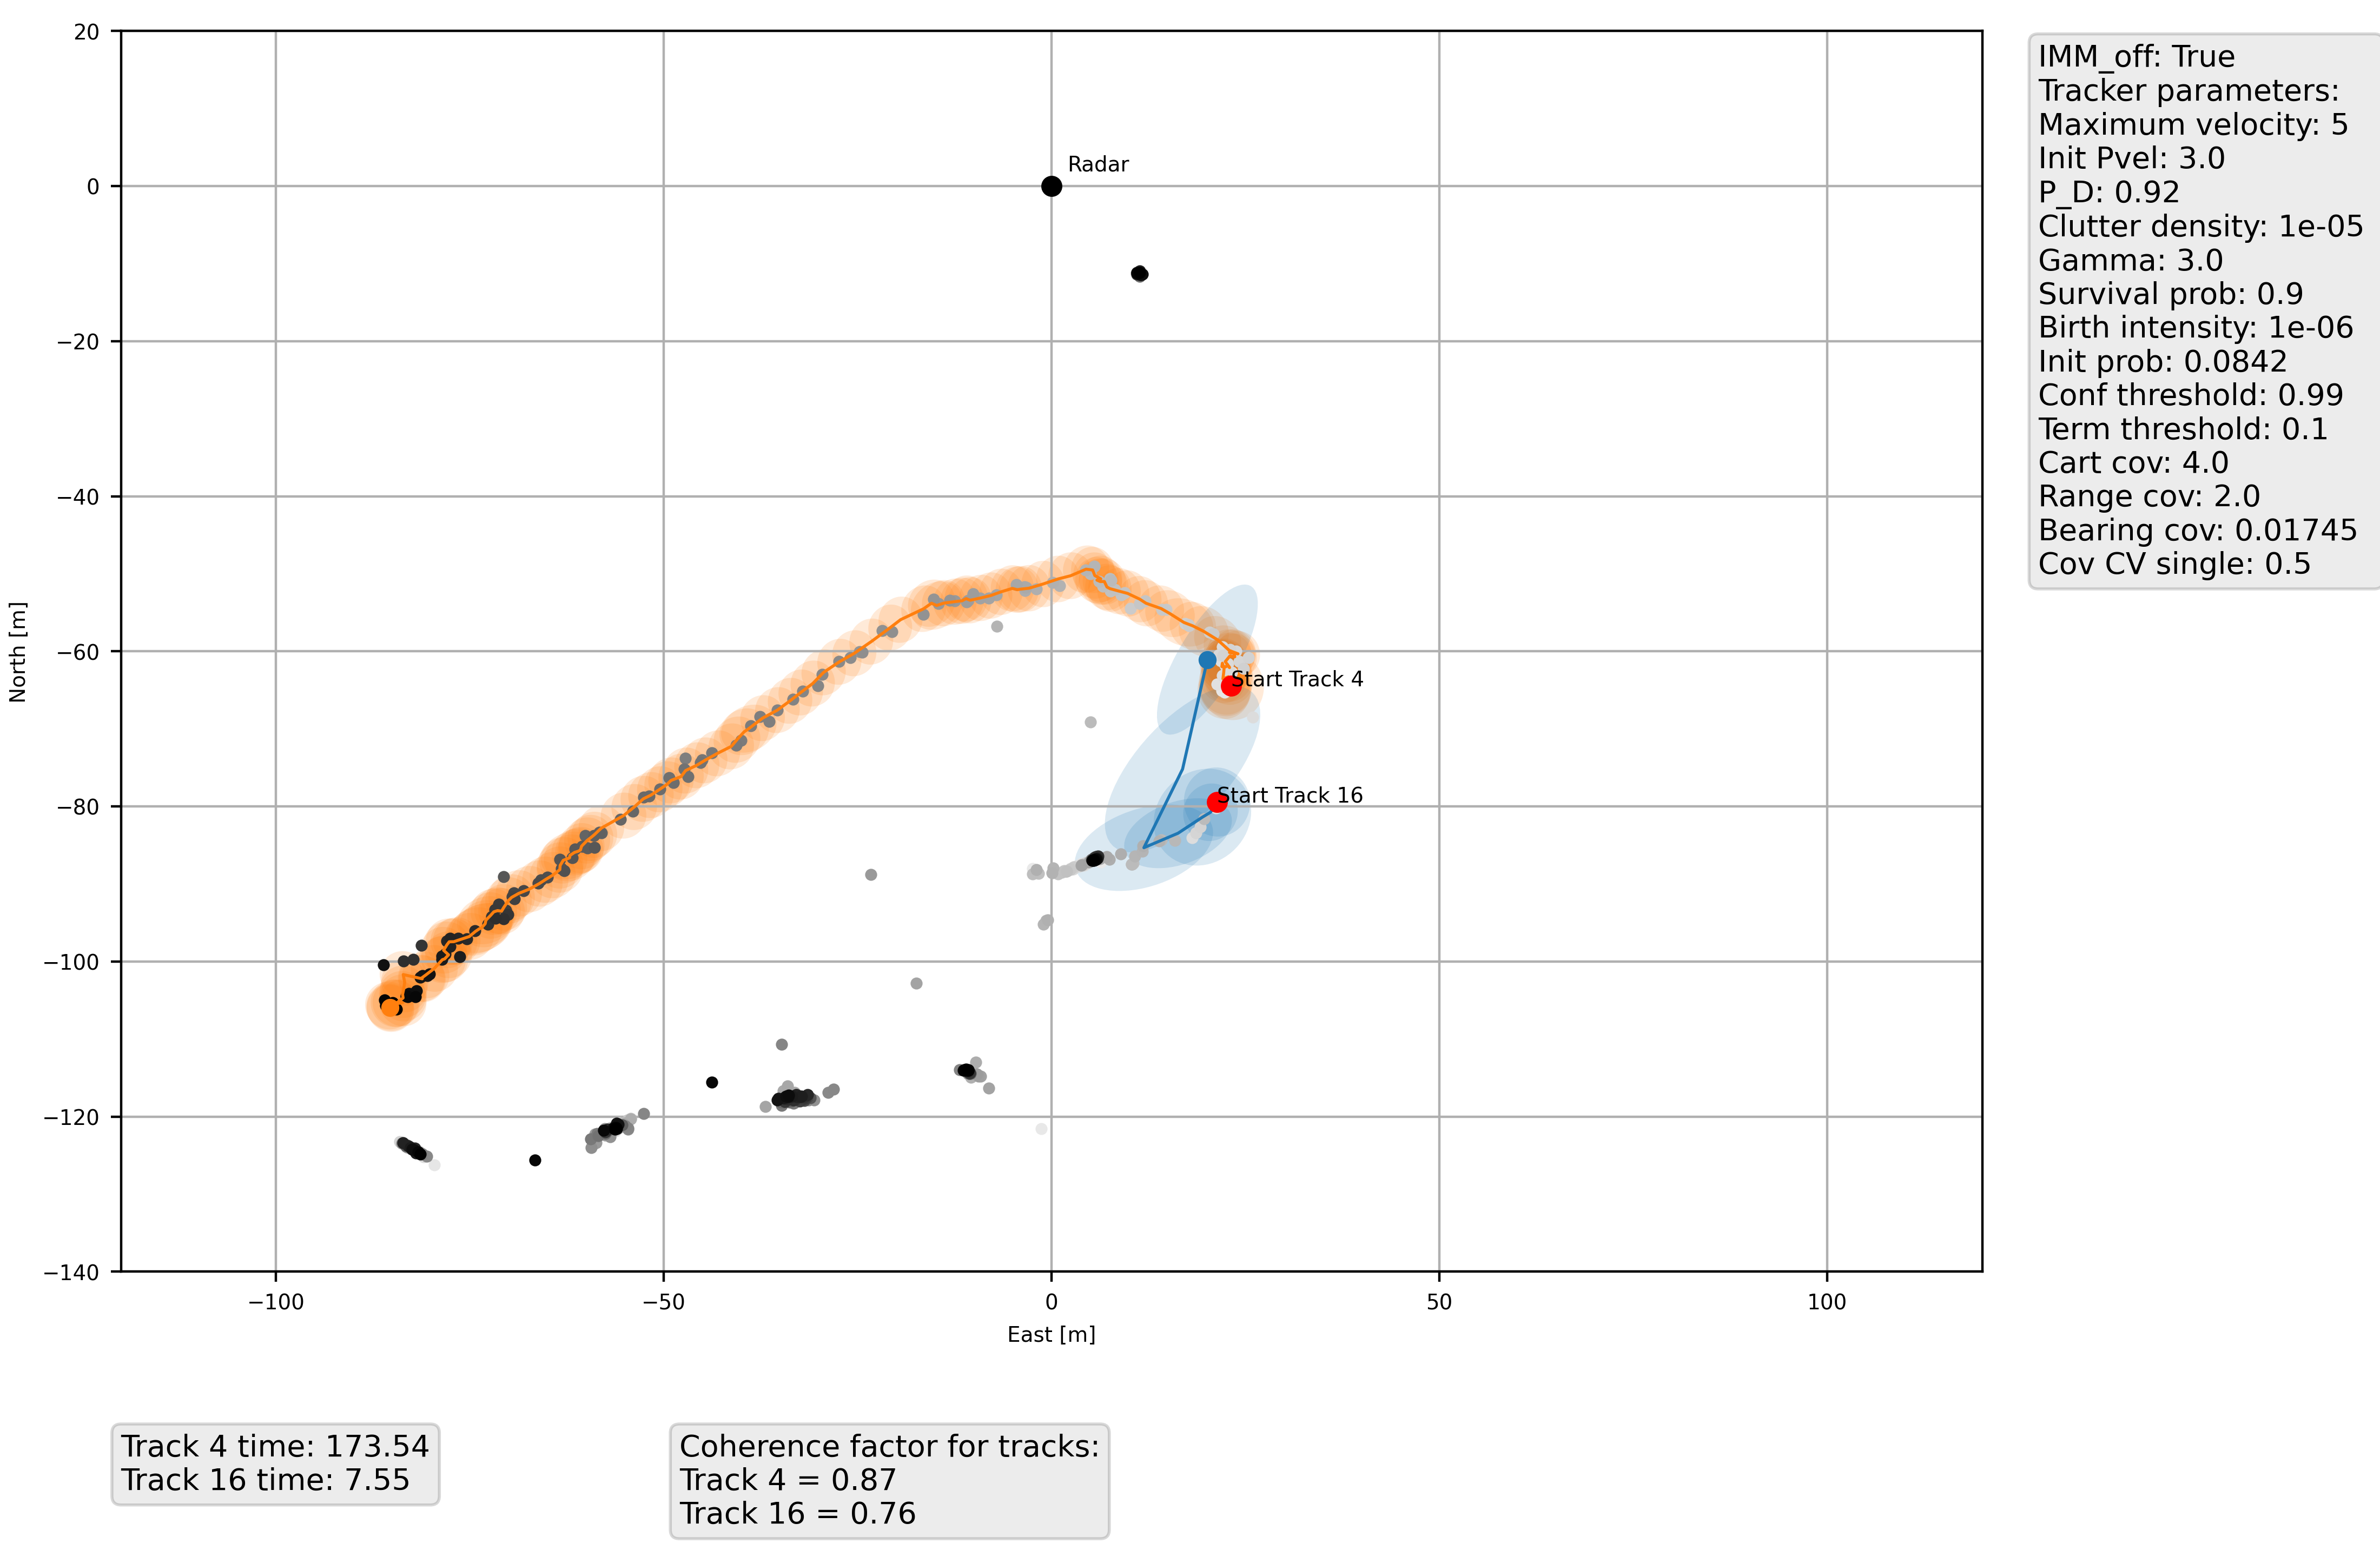 20
0
−20
−40
−60
−80
−100
−120
−140
North [m]
−100
−50
0
50
100
East [m]
Radar
Start Track 4
Start Track 16
IMM_off: True
Tracker parameters:
Maximum velocity: 5
Init Pvel: 3.0
P_D: 0.92
Clutter density: 1e-05
Gamma: 3.0
Survival prob: 0.9
Birth intensity: 1e-06
Init prob: 0.0842
Conf threshold: 0.99
Term threshold: 0.1
Cart cov: 4.0
Range cov: 2.0
Bearing cov: 0.01745
Cov CV single: 0.5
Track 4 time: 173.54
Track 16 time: 7.55
Coherence factor for tracks:
Track 4 = 0.87
Track 16 = 0.76